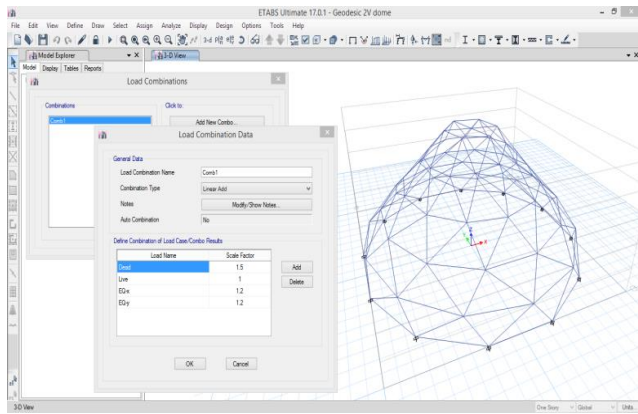 ETABS Ultimate 17.0.1 - Geodesic 2V dome
File Edit View Define Draw Select Assign Analyze Display Design Options Tools Help
Model Explorer
3-D View
Model Display Tables Reports
Load Combinations
Combinations
Click to:
Comb1
Add New Combo...
Load Combination Data
General Data
Load Combination Name Comb1
Combination Type Linear Add
Notes Modify/Show Notes...
Auto Combination No
Define Combination of Load Case/Combo Results
Load Name Scale Factor
Dead 1.5 Add
Live 1 Delete
EQ-x 1.2
EQ-y 1.2
OK Cancel
3-D View One Story Global Units...